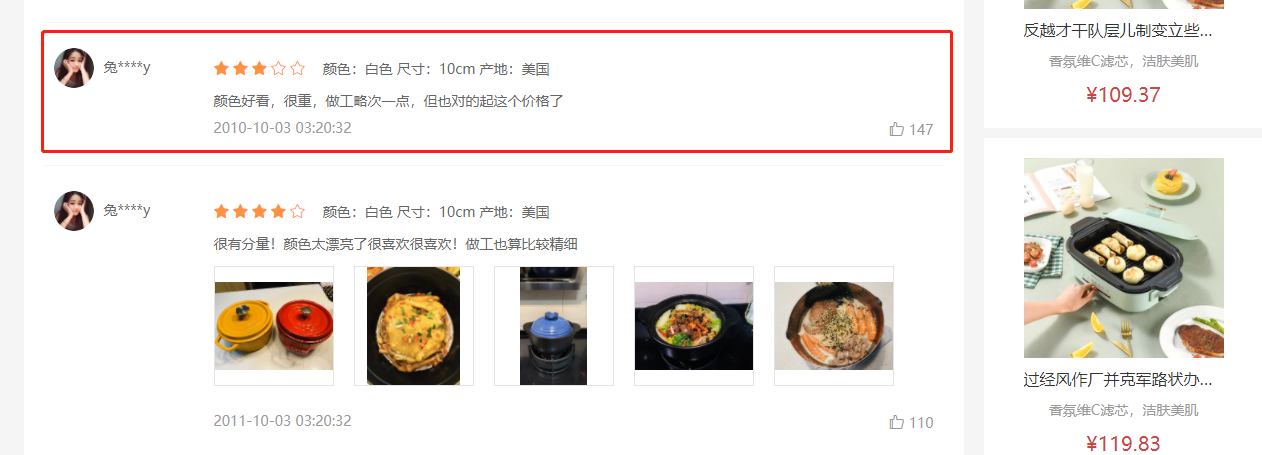 兔****y
颜色：白色 尺寸：10cm 产地：美国
颜色好看，很重，做工略次一点，但也对的起这个价格了
2010-10-03 03:20:32
147
兔****y
颜色：白色 尺寸：10cm 产地：美国
很有分量！颜色太漂亮了很喜欢很喜欢！做工也算比较精细
2011-10-03 03:20:32
110
反越才干队层儿制变立些...
香氛维C滤芯，洁肤美肌
¥109.37
过经风作厂并克军路状办...
香氛维C滤芯，洁肤美肌
¥119.83